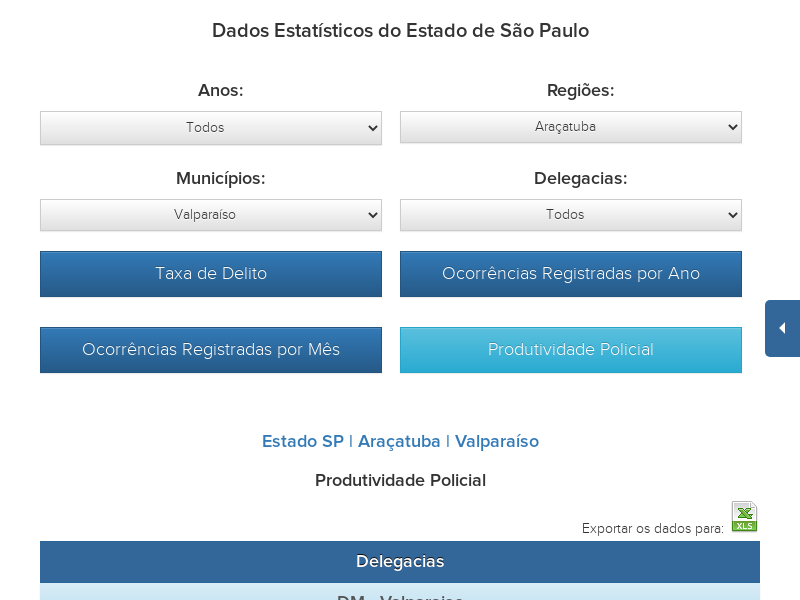 Dados Estatísticos do Estado de São Paulo
Anos:
Regiões:
Todos
Araçatuba
Municípios:
Delegacias:
Valparaíso
Todos
Taxa de Delito
Ocorrências Registradas por Ano
Ocorrências Registradas por Mês
Produtividade Policial
Estado SP | Araçatuba | Valparaíso
Produtividade Policial
Exportar os dados para:
XLS
Delegacias
DM - Valparaiso